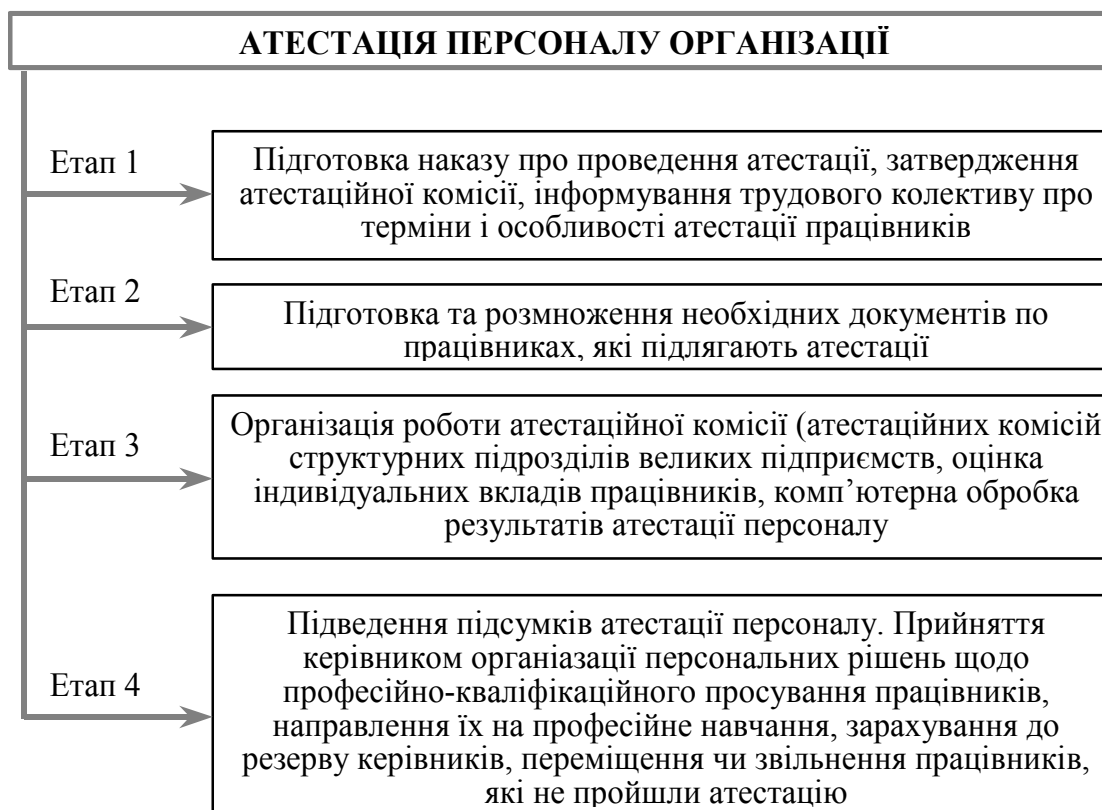 АТЕСТАЦІЯ ПЕРСОНАЛУ ОРГАНІЗАЦІЇ
Етап 1
Підготовка наказу про проведення атестації, затвердження
атестаційної комісії, інформування трудового колективу про
терміни і особливості атестації працівників
Етап 2
Підготовка та розмноження необхідних документів по
працівниках, які підлягають атестації
Етап 3
Організація роботи атестаційної комісії (атестаційних комісій
структурних підрозділів великих підприємств, оцінка
індивідуальних вкладів працівників, комп’ютерна обробка
результатів атестації персоналу
Етап 4
Підведення підсумків атестації персоналу. Прийняття
керівником органіазації персональних рішень щодо
професійно-кваліфікаційного просування працівників,
направлення їх на професійне навчання, зарахування до
резерву керівників, переміщення чи звільнення працівників,
які не пройшли атестацію